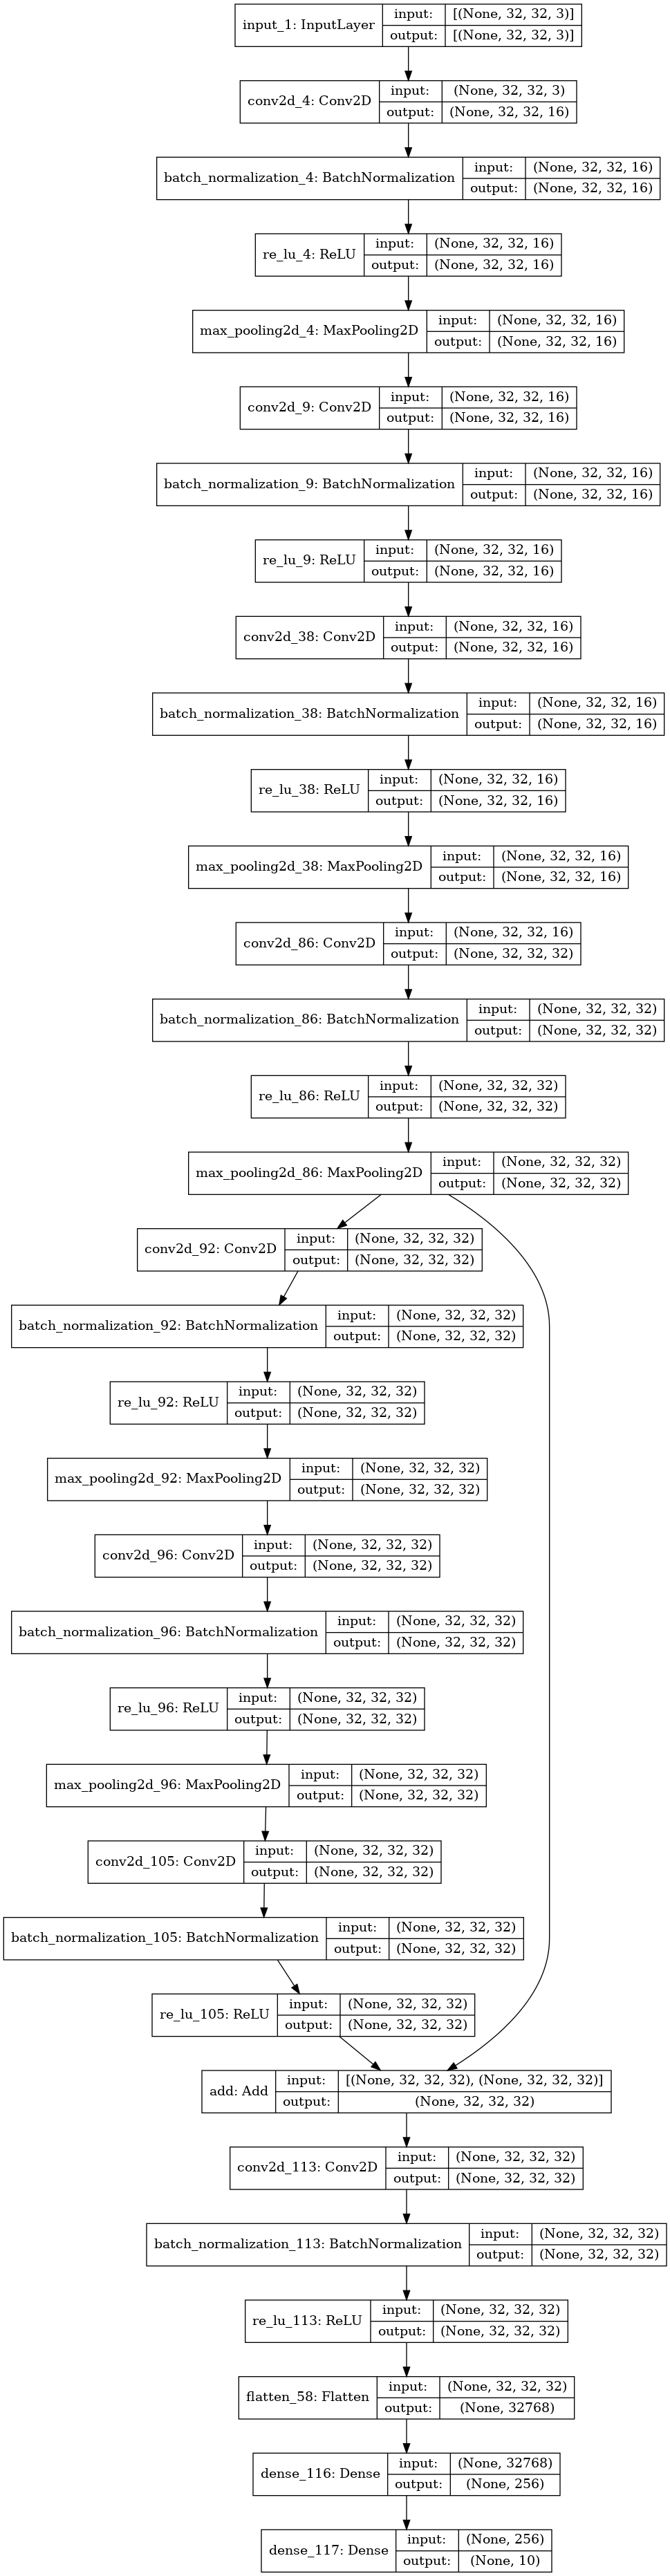 input_1: InputLayer input: [(None, 32, 32, 3)]
output: [(None, 32, 32, 3)]
conv2d_4: Conv2D input: (None, 32, 32, 3)
output: (None, 32, 32, 16)
batch_normalization_4: BatchNormalization input: (None, 32, 32, 16)
output: (None, 32, 32, 16)
re_lu_4: ReLU input: (None, 32, 32, 16)
output: (None, 32, 32, 16)
max_pooling2d_4: MaxPooling2D input: (None, 32, 32, 16)
output: (None, 32, 32, 16)
conv2d_9: Conv2D input: (None, 32, 32, 16)
output: (None, 32, 32, 16)
batch_normalization_9: BatchNormalization input: (None, 32, 32, 16)
output: (None, 32, 32, 16)
re_lu_9: ReLU input: (None, 32, 32, 16)
output: (None, 32, 32, 16)
conv2d_38: Conv2D input: (None, 32, 32, 16)
output: (None, 32, 32, 16)
batch_normalization_38: BatchNormalization input: (None, 32, 32, 16)
output: (None, 32, 32, 16)
re_lu_38: ReLU input: (None, 32, 32, 16)
output: (None, 32, 32, 16)
max_pooling2d_38: MaxPooling2D input: (None, 32, 32, 16)
output: (None, 32, 32, 16)
conv2d_86: Conv2D input: (None, 32, 32, 16)
output: (None, 32, 32, 32)
batch_normalization_86: BatchNormalization input: (None, 32, 32, 32)
output: (None, 32, 32, 32)
re_lu_86: ReLU input: (None, 32, 32, 32)
output: (None, 32, 32, 32)
max_pooling2d_86: MaxPooling2D input: (None, 32, 32, 32)
output: (None, 32, 32, 32)
conv2d_92: Conv2D input: (None, 32, 32, 32)
output: (None, 32, 32, 32)
batch_normalization_92: BatchNormalization input: (None, 32, 32, 32)
output: (None, 32, 32, 32)
re_lu_92: ReLU input: (None, 32, 32, 32)
output: (None, 32, 32, 32)
max_pooling2d_92: MaxPooling2D input: (None, 32, 32, 32)
output: (None, 32, 32, 32)
conv2d_96: Conv2D input: (None, 32, 32, 32)
output: (None, 32, 32, 32)
batch_normalization_96: BatchNormalization input: (None, 32, 32, 32)
output: (None, 32, 32, 32)
re_lu_96: ReLU input: (None, 32, 32, 32)
output: (None, 32, 32, 32)
max_pooling2d_96: MaxPooling2D input: (None, 32, 32, 32)
output: (None, 32, 32, 32)
conv2d_105: Conv2D input: (None, 32, 32, 32)
output: (None, 32, 32, 32)
batch_normalization_105: BatchNormalization input: (None, 32, 32, 32)
output: (None, 32, 32, 32)
re_lu_105: ReLU input: (None, 32, 32, 32)
output: (None, 32, 32, 32)
add: Add input: [(None, 32, 32, 32), (None, 32, 32, 32)]
output: (None, 32, 32, 32)
conv2d_113: Conv2D input: (None, 32, 32, 32)
output: (None, 32, 32, 32)
batch_normalization_113: BatchNormalization input: (None, 32, 32, 32)
output: (None, 32, 32, 32)
re_lu_113: ReLU input: (None, 32, 32, 32)
output: (None, 32, 32, 32)
flatten_58: Flatten input: (None, 32, 32, 32)
output: (None, 32768)
dense_116: Dense input: (None, 32768)
output: (None, 256)
dense_117: Dense input: (None, 256)
output: (None, 10)